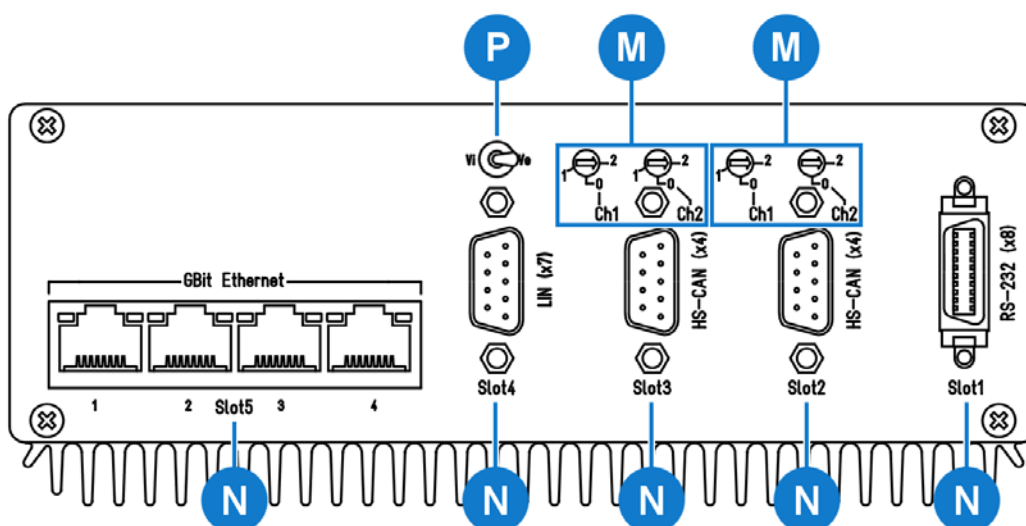 P M M
Vi Ve
1 2 1 2 1 2 2
0 0 0 0
Ch1 Ch2 Ch1 Ch2
GBit Ethernet
LIN (x7)
HS-CAN (x4)
HS-CAN (x4)
RS-232 (x8)
Slot4 Slot3 Slot2 Slot1
1 2 Slot5 3 4
N N N N N